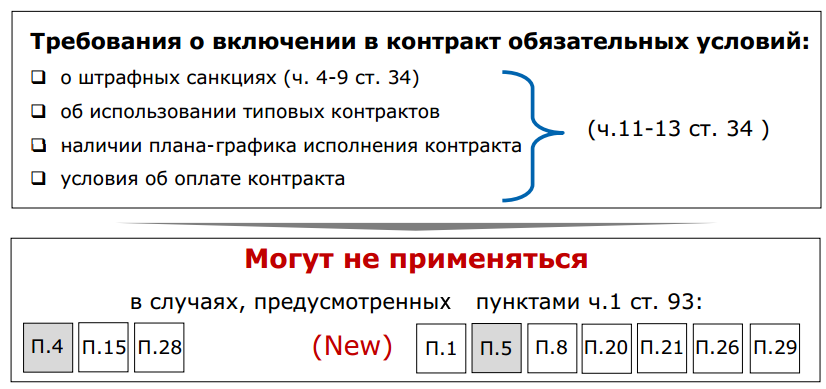 Требования о включении в контракт обязательных условий:
о штрафных санкциях (ч. 4-9 ст. 34)
об использовании типовых контрактов
наличии плана-графика исполнения контракта
условия об оплате контракта
(ч.11-13 ст. 34 )
Могут не применяться
в случаях, предусмотренных пунктами ч.1 ст. 93:
П.4 П.15 П.28 (New) П.1 П.5 П.8 П.20 П.21 П.26 П.29